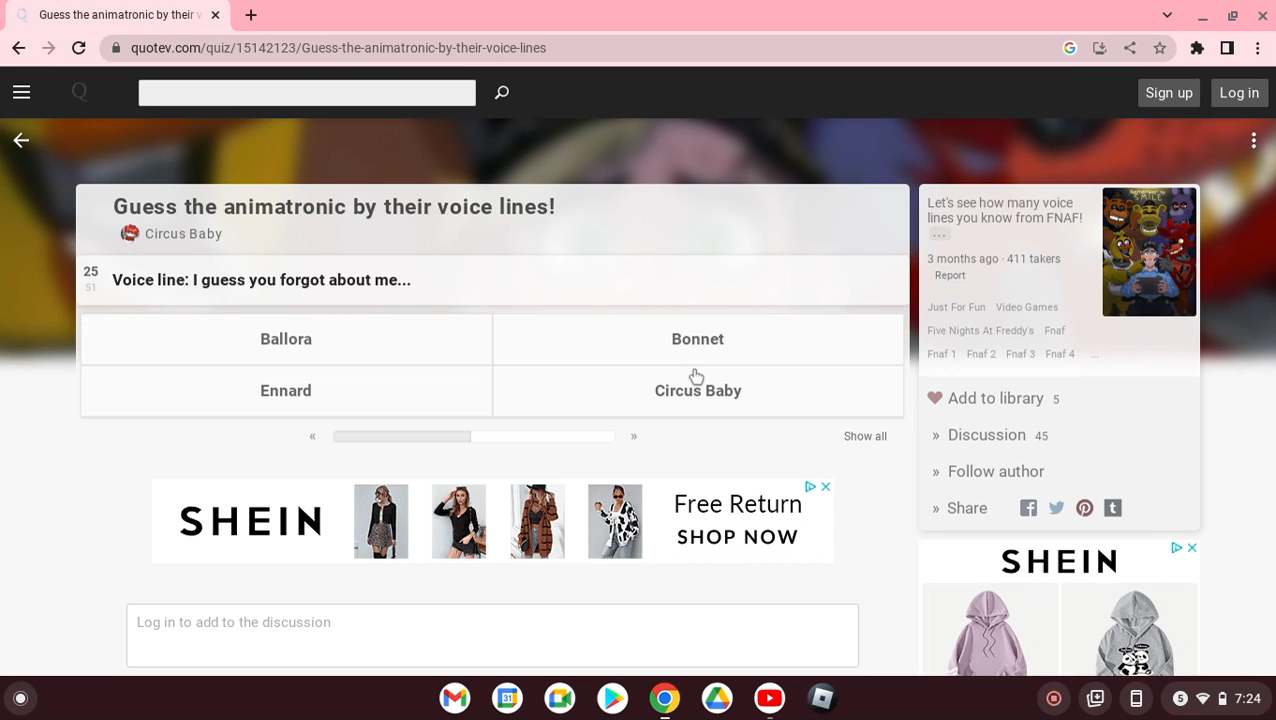 Guess the animatronic by their v
quotev.com/quiz/15142123/Guess-the-animatronic-by-their-voice-lines
Q
Sign up
Log in
Guess the animatronic by their voice lines!
Circus Baby
25
51
Voice line: I guess you forgot about me...
Ballora
Bonnet
Ennard
Circus Baby
«
»
Show all
Let's see how many voice
lines you know from FNAF!
...
3 months ago · 411 takers
Report
Just For Fun Video Games
Five Nights At Freddy's Fnaf
Fnaf 1 Fnaf 2 Fnaf 3 Fnaf 4 ...
Add to library 5
» Discussion 45
» Follow author
» Share
SHEIN
Free Return
SHOP NOW
SHEIN
Log in to add to the discussion
31
5
7:24